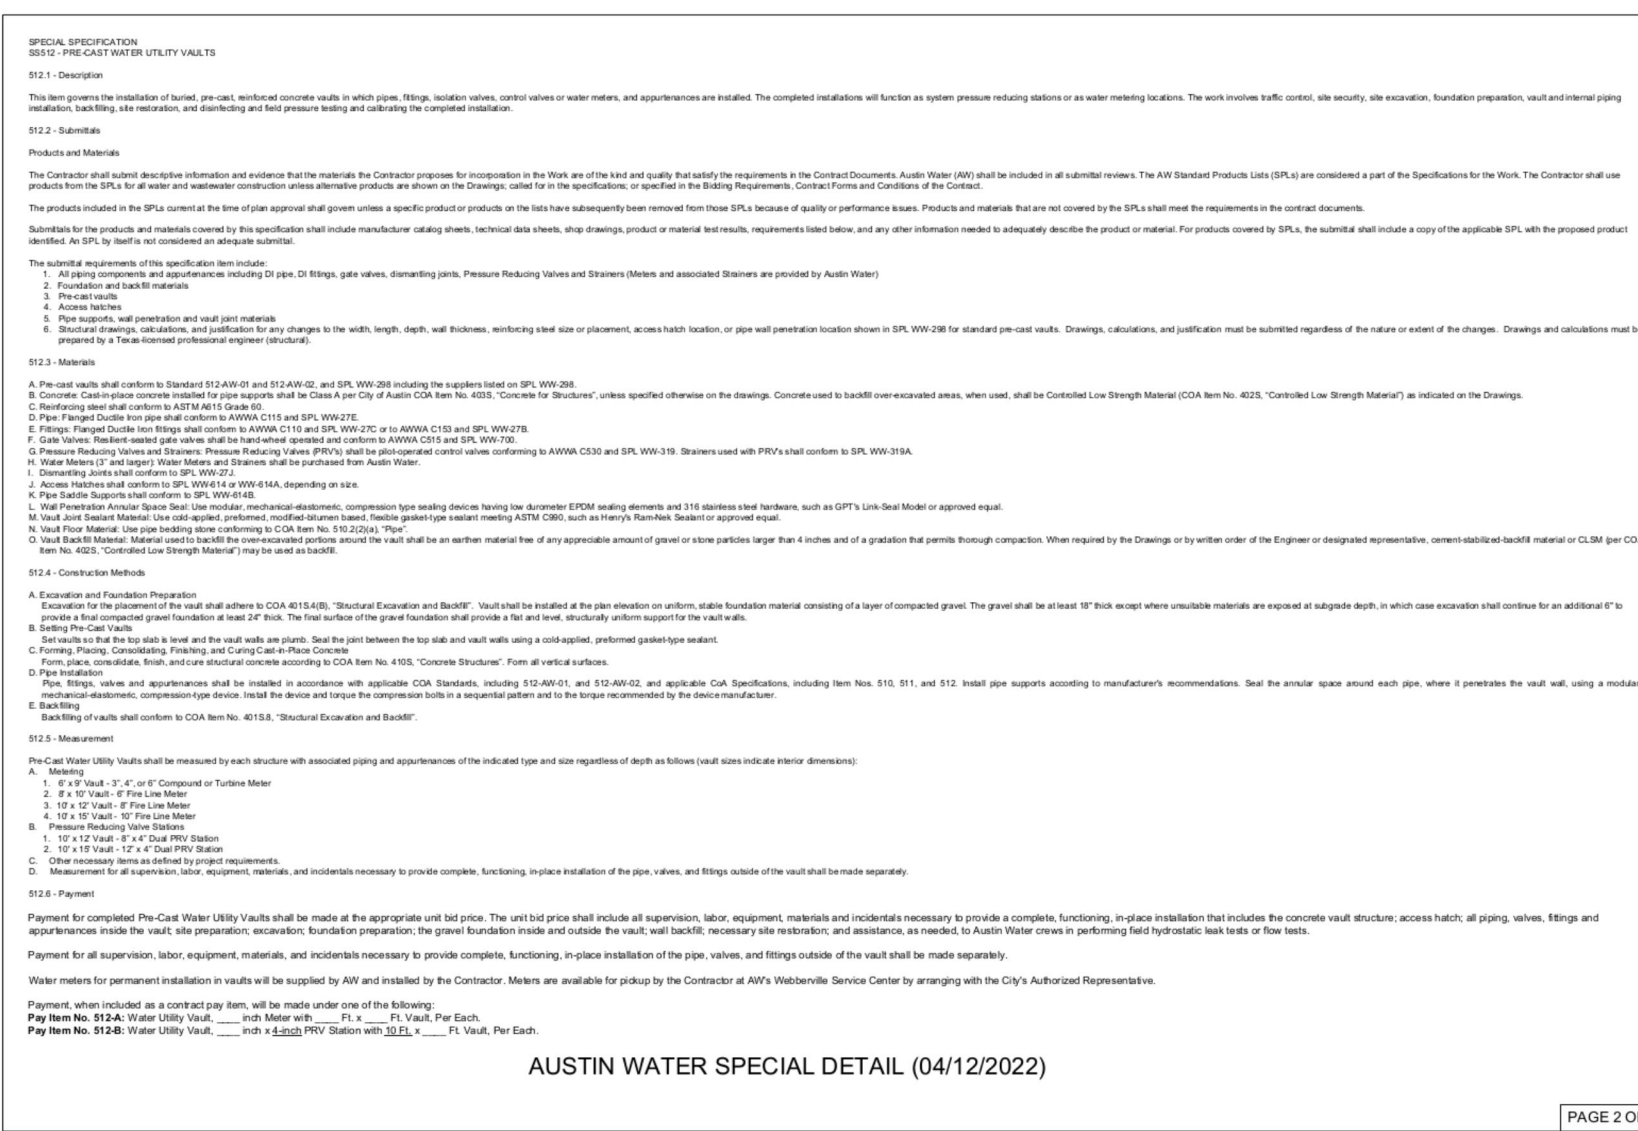 SPECIAL SPECIFICATION
SS512 - PRE-CAST WATER UTILITY VAULTS
512.1 - Description
This item governs the installation of buried, pre-cast, reinforced concrete vaults in which pipes, fittings, isolation valves, control valves or water meters, and appurtenances are installed. The completed installations will function as system pressure reducing stations or as water metering locations. The work involves traffic control, site security, site excavation, foundation preparation, vault and internal piping
installation, backfilling, site restoration, and disinfecting and field pressure testing and calibrating the completed installation.
512.2 - Submittals
Products and Materials
The Contractor shall submit descriptive information and evidence that the materials the Contractor proposes for incorporation in the Work are of the kind and quality that satisfy the requirements in the Contract Documents. Austin Water (AW) shall be included in all submittal reviews. The AW Standard Products Lists (SPLs) are considered a part of the Specifications for the Work. The Contractor shall use
products from the SPLs for all water and wastewater construction unless alternative products are shown on the Drawings; called for in the specifications; or specified in the Bidding Requirements, Contract Forms and Conditions of the Contract.
The products included in the SPLs current at the time of plan approval shall govern unless a specific product or products on the lists have subsequently been removed from those SPLs because of quality or performance issues. Products and materials that are not covered by the SPLs shall meet the requirements in the contract documents.
Submittals for the products and materials covered by this specification shall include manufacturer catalog sheets, technical data sheets, shop drawings, product or material test results, requirements listed below, and any other information needed to adequately describe the product or material. For products covered by SPLs, the submittal shall include a copy of the applicable SPL with the proposed product
identified. An SPL by itself is not considered an adequate submittal.
The submittal requirements of this specification item include:
1. All piping components and appurtenances including DI pipe, DI fittings, gate valves, dismantling joints, Pressure Reducing Valves and Strainers (Meters and associated Strainers are provided by Austin Water)
2. Foundation and backfill materials
3. Pre-cast vaults
4. Access hatches
5. Pipe supports, wall penetration and vault joint materials
6. Structural drawings, calculations, and justification for any changes to the width, length, depth, wall thickness, reinforcing steel size or placement, access hatch location, or pipe wall penetration location shown in SPL WW-298 for standard pre-cast vaults. Drawings, calculations, and justification must be submitted regardless of the nature or extent of the changes. Drawings and calculations must b
prepared by a Texas-licensed professional engineer (structural).
512.3 - Materials
A. Pre-cast vaults shall conform to Standard 512-AW-01 and 512-AW-02, and SPL WW-298 including the suppliers listed on SPL WW-298.
B. Concrete: Cast-in-place concrete installed for pipe supports shall be Class A per City of Austin COA Item No. 403S, "Concrete for Structures", unless specified otherwise on the drawings. Concrete used to backfill over-excavated areas, when used, shall be Controlled Low Strength Material (COA Item No. 402S, "Controlled Low Strength Material") as indicated on the Drawings.
C. Reinforcing steel shall conform to ASTM A615 Grade 60.
D. Pipe: Flanged Ductile Iron pipe shall conform to AWWA C115 and SPL WW-27E.
E. Fittings: Flanged Ductile Iron fittings shall conform to AWWA C110 and SPL WW-27C or to AWWA C153 and SPL WW-27B.
F. Gate Valves: Resilient-seated gate valves shall be hand-wheel operated and conform to AWWA C515 and SPL WW-700.
G. Pressure Reducing Valves and Strainers: Pressure Reducing Valves (PRV's) shall be pilot-operated control valves conforming to AWWA C530 and SPL WW-319. Strainers used with PRV's shall conform to SPL WW-319A.
H. Water Meters (3" and larger): Water Meters and Strainers shall be purchased from Austin Water.
I. Dismantling Joints shall conform to SPL WW-27J.
J. Access Hatches shall conform to SPL WW-614 or WW-614A, depending on size.
K. Pipe Saddle Supports shall conform to SPL WW-614B.
L. Wall Penetration Annular Space Seal: Use modular, mechanical-elastomeric, compression type sealing devices having low durometer EPDM sealing elements and 316 stainless steel hardware, such as GPT's Link-Seal Model or approved equal.
M. Vault Joint Sealant Material: Use cold-applied, preformed, modified-bitumen based, flexible gasket-type sealant meeting ASTM C990, such as Henry's Ram-Nek Sealant or approved equal.
N. Vault Floor Material: Use pipe bedding stone conforming to COA Item No. 510.2(2)(a), "Pipe".
O. Vault Backfill Material: Material used to backfill the over-excavated portions around the vault shall be an earthen material free of any appreciable amount of gravel or stone particles larger than 4 inches and of a gradation that permits thorough compaction. When required by the Drawings or by written order of the Engineer or designated representative, cement-stabilized-backfill material or CLSM (per CO
Item No. 402S, "Controlled Low Strength Material") may be used as backfill.
512.4 - Construction Methods
A. Excavation and Foundation Preparation
Excavation for the placement of the vault shall adhere to COA 401S.4(B), "Structural Excavation and Backfill". Vault shall be installed at the plan elevation on uniform, stable foundation material consisting of a layer of compacted gravel. The gravel shall be at least 18" thick except where unsuitable materials are exposed at subgrade depth, in which case excavation shall continue for an additional 6" to
provide a final compacted gravel foundation at least 24" thick. The final surface of the gravel foundation shall provide a flat and level, structurally uniform support for the vault walls.
B. Setting Pre-Cast Vaults
Set vaults so that the top slab is level and the vault walls are plumb. Seal the joint between the top slab and vault walls using a cold-applied, preformed gasket-type sealant.
C. Forming, Placing, Consolidating, Finishing, and Curing Cast-in-Place Concrete
Form, place, consolidate, finish, and cure structural concrete according to COA Item No. 410S, "Concrete Structures". Form all vertical surfaces.
D. Pipe Installation
Pipe, fittings, valves and appurtenances shall be installed in accordance with applicable COA Standards, including 512-AW-01, and 512-AW-02, and applicable CoA Specifications, including Item Nos. 510, 511, and 512. Install pipe supports according to manufacturer's recommendations. Seal the annular space around each pipe, where it penetrates the vault wall, using a modular
mechanical-elastomeric, compression-type device. Install the device and torque the compression bolts in a sequential pattern and to the torque recommended by the device manufacturer.
E. Backfilling
Backfilling of vaults shall conform to COA Item No. 401S.8, "Structural Excavation and Backfill".
512.5 - Measurement
Pre-Cast Water Utility Vaults shall be measured by each structure with associated piping and appurtenances of the indicated type and size regardless of depth as follows (vault sizes indicate interior dimensions):
A. Metering
1. 6' x 9' Vault - 3", 4", or 6" Compound or Turbine Meter
2. 8' x 10' Vault - 6" Fire Line Meter
3. 10' x 12' Vault - 8" Fire Line Meter
4. 10' x 15' Vault - 10" Fire Line Meter
B. Pressure Reducing Valve Stations
1. 10' x 12' Vault - 8" x 4" Dual PRV Station
2. 10' x 15' Vault - 12" x 4" Dual PRV Station
C. Other necessary items as defined by project requirements.
D. Measurement for all supervision, labor, equipment, materials, and incidentals necessary to provide complete, functioning, in-place installation of the pipe, valves, and fittings outside of the vault shall be made separately.
512.6 - Payment
Payment for completed Pre-Cast Water Utility Vaults shall be made at the appropriate unit bid price. The unit bid price shall include all supervision, labor, equipment, materials and incidentals necessary to provide a complete, functioning, in-place installation that includes the concrete vault structure; access hatch; all piping, valves, fittings and
appurtenances inside the vault; site preparation; excavation; foundation preparation; the gravel foundation inside and outside the vault; wall backfill; necessary site restoration; and assistance, as needed, to Austin Water crews in performing field hydrostatic leak tests or flow tests.
Payment for all supervision, labor, equipment, materials, and incidentals necessary to provide complete, functioning, in-place installation of the pipe, valves, and fittings outside of the vault shall be made separately.
Water meters for permanent installation in vaults will be supplied by AW and installed by the Contractor. Meters are available for pickup by the Contractor at AW's Webberville Service Center by arranging with the City's Authorized Representative.
Payment, when included as a contract pay item, will be made under one of the following:
Pay Item No. 512-A: Water Utility Vault, ____ inch Meter with ____ Ft. x ____ Ft. Vault, Per Each.
Pay Item No. 512-B: Water Utility Vault, ____ inch x 4-inch PRV Station with 10 Ft. x ____ Ft. Vault, Per Each.
AUSTIN WATER SPECIAL DETAIL (04/12/2022)
PAGE 2 O